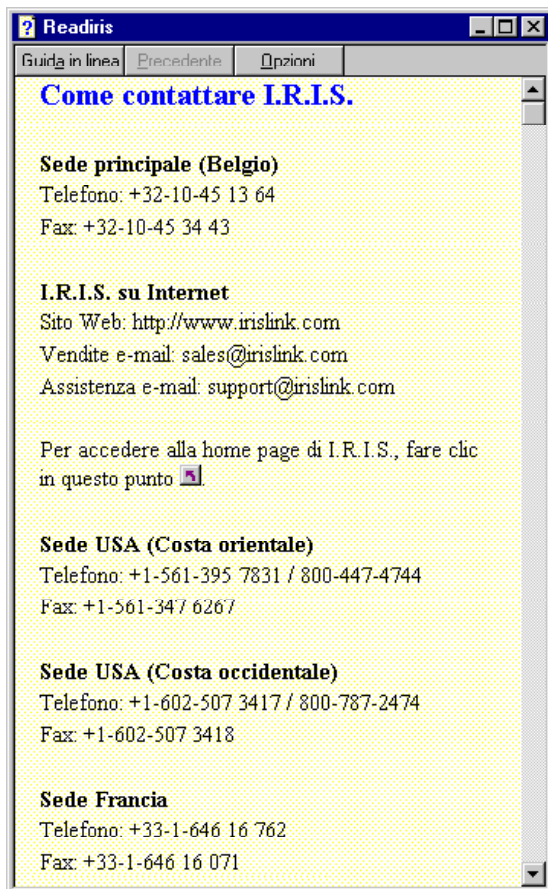 Readiris
Guida in linea Precedente Opzioni
Come contattare I.R.I.S.
Sede principale (Belgio)
Telefono: +32-10-45 13 64
Fax: +32-10-45 34 43
I.R.I.S. su Internet
Sito Web: http://www.irislink.com
Vendite e-mail: sales@irislink.com
Assistenza e-mail: support@irislink.com
Per accedere alla home page di I.R.I.S., fare clic
in questo punto .
Sede USA (Costa orientale)
Telefono: +1-561-395 7831 / 800-447-4744
Fax: +1-561-347 6267
Sede USA (Costa occidentale)
Telefono: +1-602-507 3417 / 800-787-2474
Fax: +1-602-507 3418
Sede Francia
Telefono: +33-1-646 16 762
Fax: +33-1-646 16 071